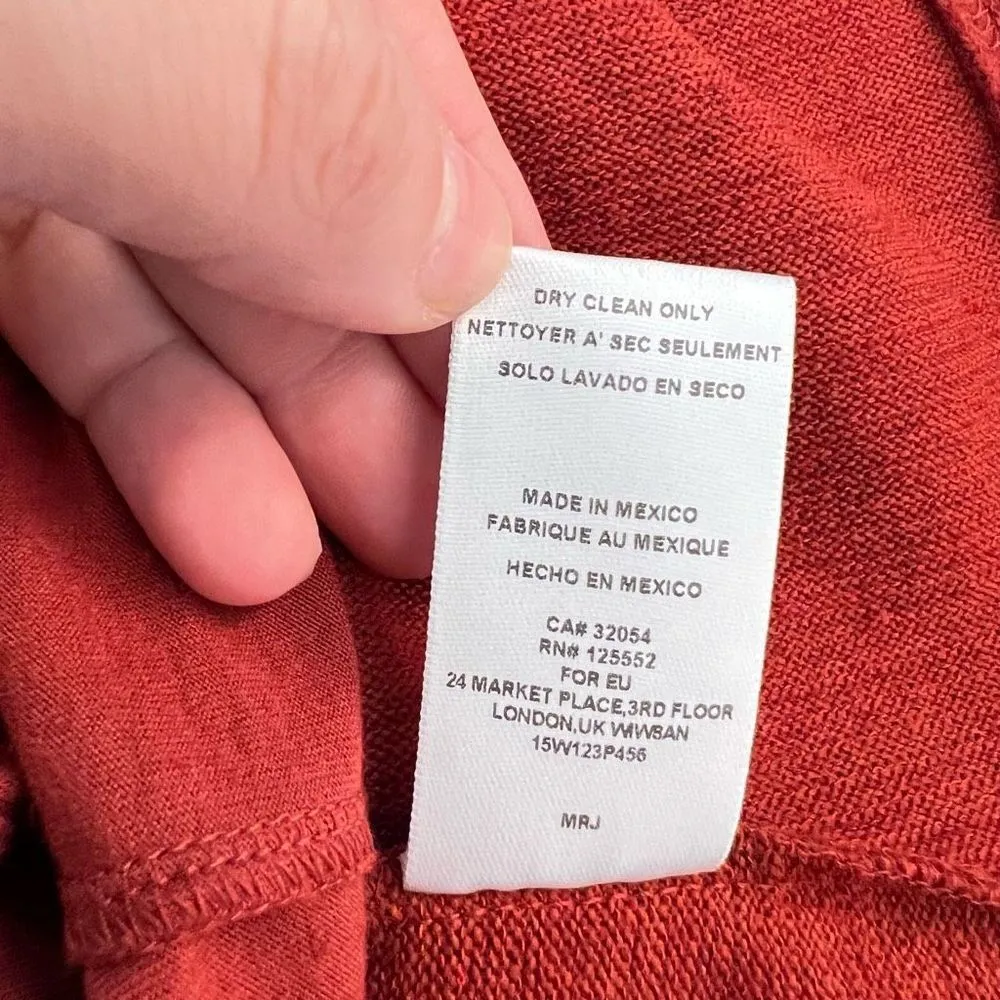 DRY CLEAN ONLY
NETTOYER A' SEC SEULEMENT
SOLO LAVADO EN SECO
MADE IN MEXICO
FABRIQUE AU MEXIQUE
HECHO EN MEXICO
CA# 32054
RN# 125552
FOR EU
24 MARKET PLACE,3RD FLOOR
LONDON,UK WIW8AN
15W123P456
MRJ